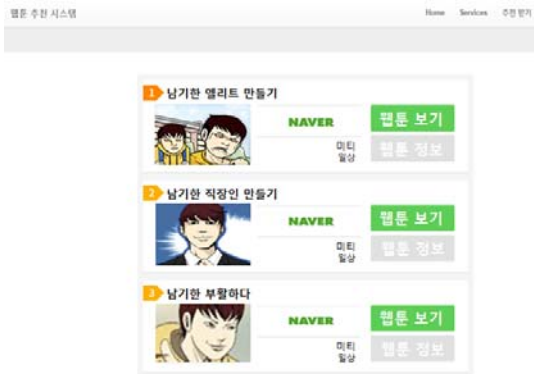 웹툰 추천 시스템
Home Services 추천 받기
1 남기한 엘리트 만들기
NAVER
웹툰 보기
미티
일상
웹툰 정보
2 남기한 직장인 만들기
NAVER
웹툰 보기
미티
일상
웹툰 정보
3 남기한 부활하다
NAVER
웹툰 보기
미티
일상
웹툰 정보